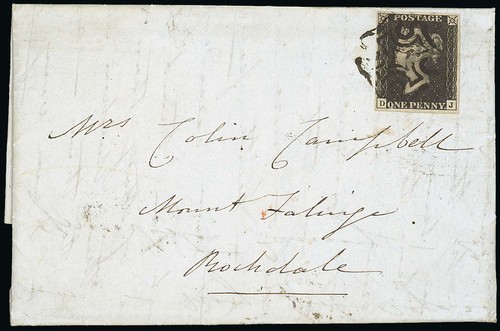 POSTAGE
D ONE PENNY J
Mrs Colin Campbell
Mount Falinge
Rochdale